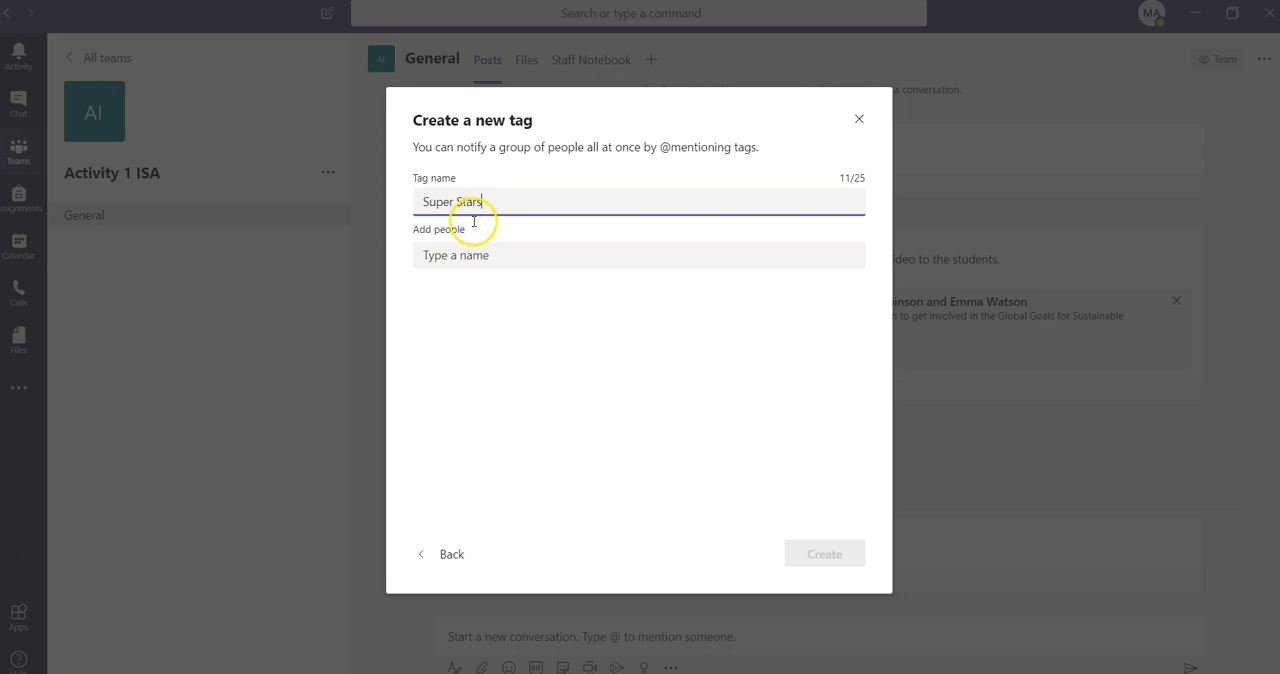 Search or type a command
MA
Activity
Chat
Teams
Assignments
Calendar
Calls
Files
Apps
All teams
AI
Activity 1 ISA
General
AI
General
Posts
Files
Staff Notebook
Team
a conversation.
ideo to the students.
inson and Emma Watson
n to get involved in the Global Goals for Sustainable
Create a new tag
You can notify a group of people all at once by @mentioning tags.
Tag name
11/25
Super Stars
Add people
Type a name
Back
Create
Start a new conversation. Type @ to mention someone.
GIF